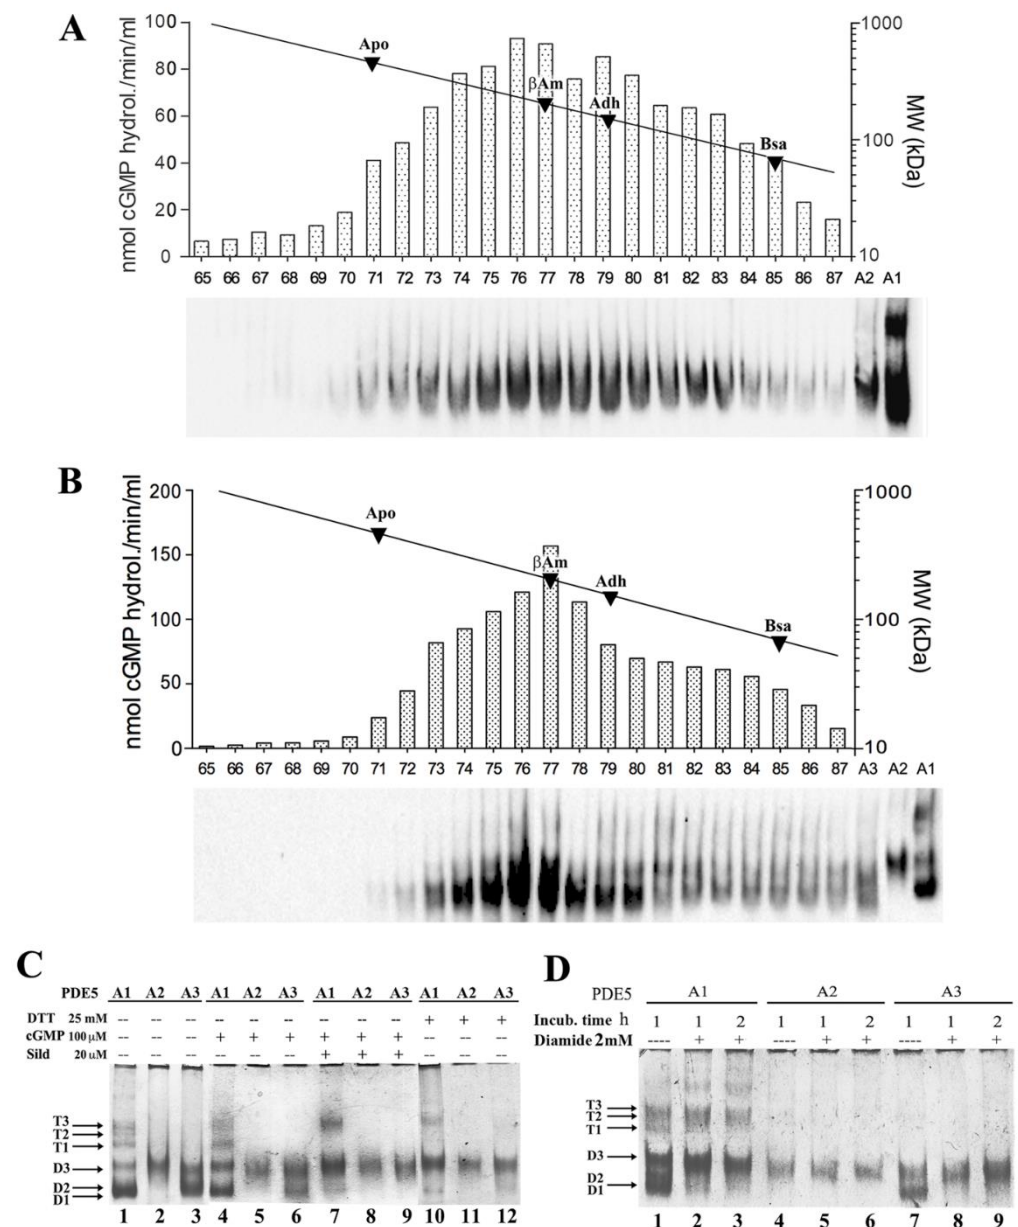 A
nmol cGMP hydrol./min/ml
100
80
60
40
20
0
Apo
βAm
Adh
Bsa
1000
100
10
MW (kDa)
65 66 67 68 69 70 71 72 73 74 75 76 77 78 79 80 81 82 83 84 85 86 87 A2 A1
B
nmol cGMP hydrol./min/ml
200
150
100
50
0
Apo
βAm
Adh
Bsa
1000
100
10
MW (kDa)
65 66 67 68 69 70 71 72 73 74 75 76 77 78 79 80 81 82 83 84 85 86 87 A3 A2 A1
C
PDE5 A1 A2 A3 A1 A2 A3 A1 A2 A3 A1 A2 A3
DTT 25 mM -- -- -- -- -- -- -- -- -- + + +
cGMP 100 μM -- -- -- + + + + + + -- -- --
Sild 20 uM -- -- -- -- -- -- + + + -- -- --
T3
T2
T1
D3
D2
D1
1 2 3 4 5 6 7 8 9 10 11 12
D
PDE5 A1 A2 A3
Incub. time h 1 1 2 1 1 2 1 1 2
Diamide 2mM ---- + + ---- + + ---- + +
T3
T2
T1
D3
D2
D1
1 2 3 4 5 6 7 8 9